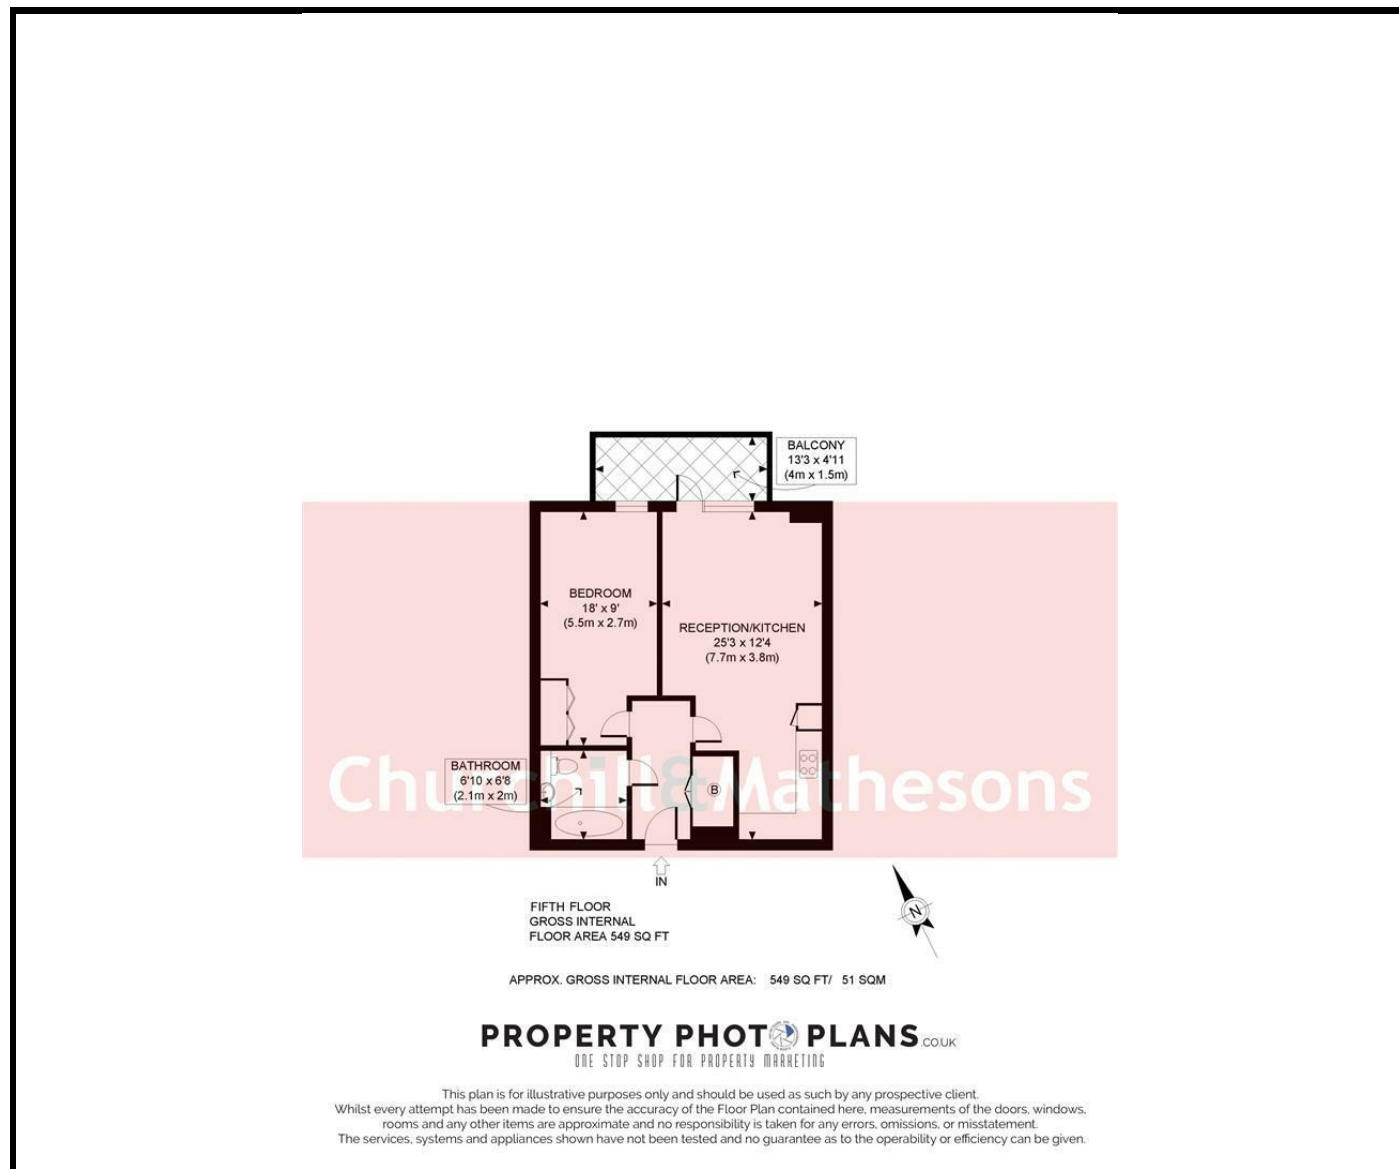 BALCONY
13'3 x 4'11
(4m x 1.5m)
BEDROOM
18' x 9'
(5.5m x 2.7m)
RECEPTION/KITCHEN
25'3 x 12'4
(7.7m x 3.8m)
BATHROOM
6'10 x 6'8
(2.1m x 2m)
Churchill&Mathesons
B
IN
N
FIFTH FLOOR
GROSS INTERNAL
FLOOR AREA 549 SQ FT
APPROX. GROSS INTERNAL FLOOR AREA: 549 SQ FT/ 51 SQM
PROPERTY PHOTO PLANS.CO.UK
ONE STOP SHOP FOR PROPERTY MARKETING
This plan is for illustrative purposes only and should be used as such by any prospective client.
Whilst every attempt has been made to ensure the accuracy of the Floor Plan contained here, measurements of the doors, windows,
rooms and any other items are approximate and no responsibility is taken for any errors, omissions, or misstatement.
The services, systems and appliances shown have not been tested and no guarantee as to the operability or efficiency can be given.